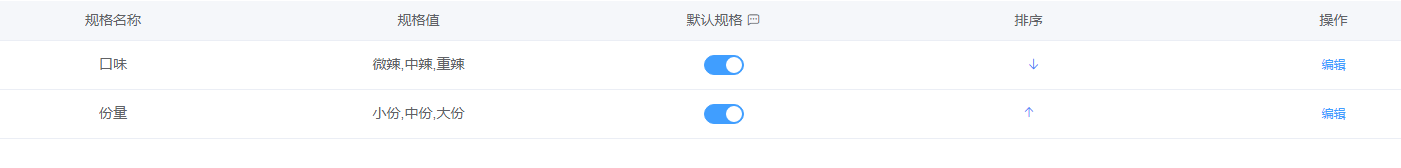 规格名称 规格值 默认规格 排序 操作
口味 微辣,中辣,重辣 编辑
份量 小份,中份,大份 编辑